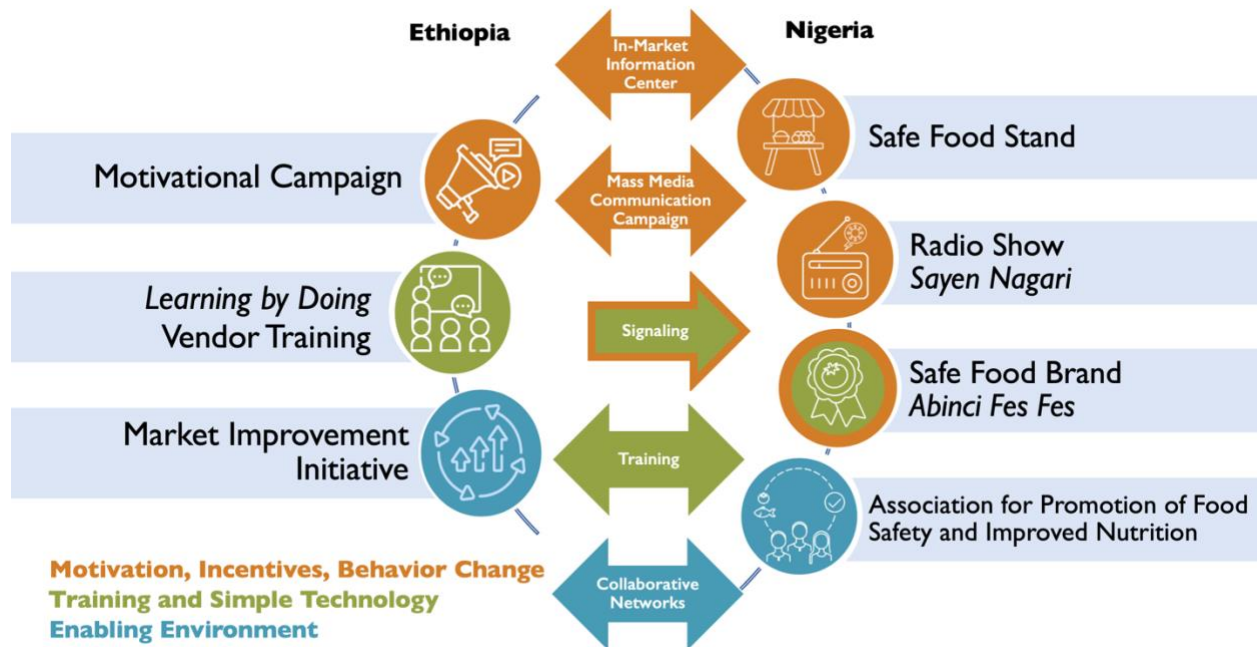 Ethiopia
Nigeria
In-Market
Information
Center
Safe Food Stand
Motivational Campaign
Mass Media
Communication
Campaign
Radio Show
Sayen Nagari
Learning by Doing
Vendor Training
Signaling
Safe Food Brand
Abinci Fes Fes
Market Improvement
Initiative
Training
Association for Promotion of Food
Safety and Improved Nutrition
Motivation, Incentives, Behavior Change
Training and Simple Technology
Enabling Environment
Collaborative
Networks